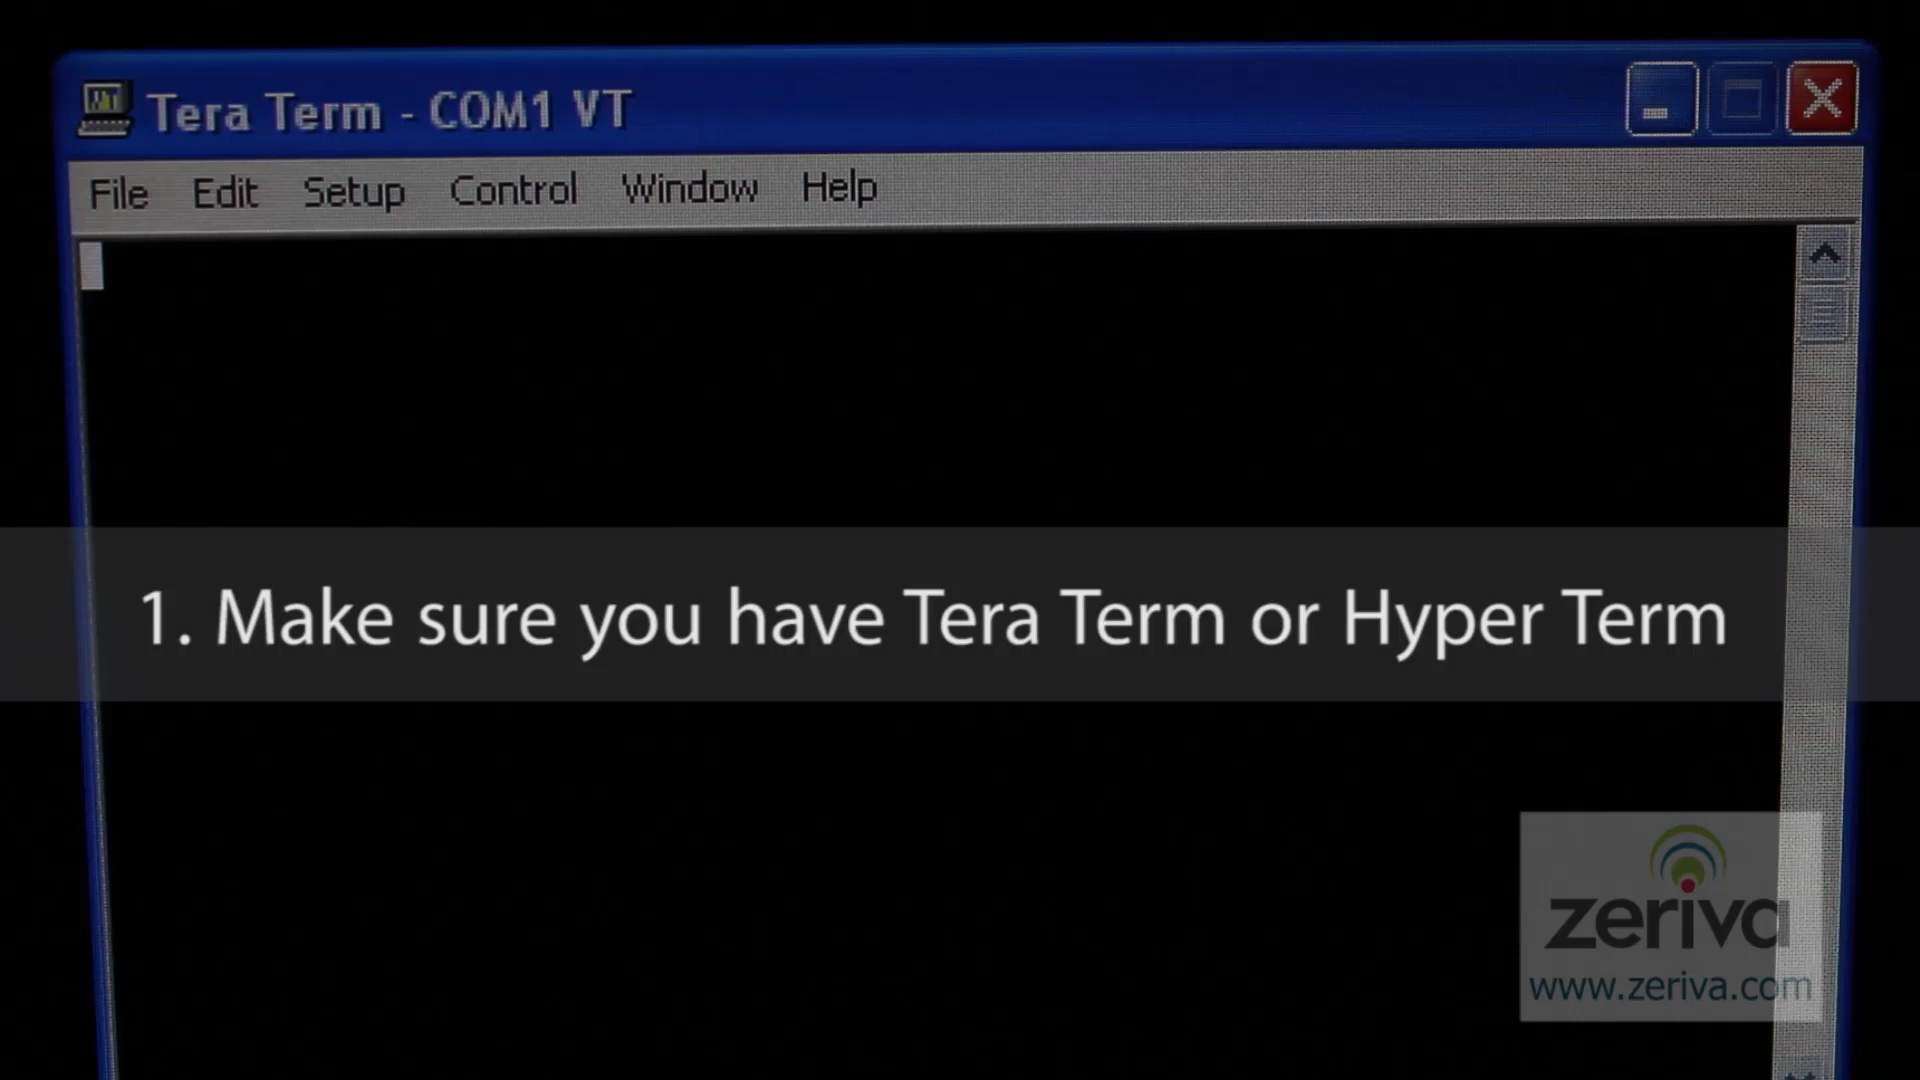 Tera Term - COM1 VT
File Edit Setup Control Window Help
1. Make sure you have Tera Term or Hyper Term
zeriva
www.zeriva.com